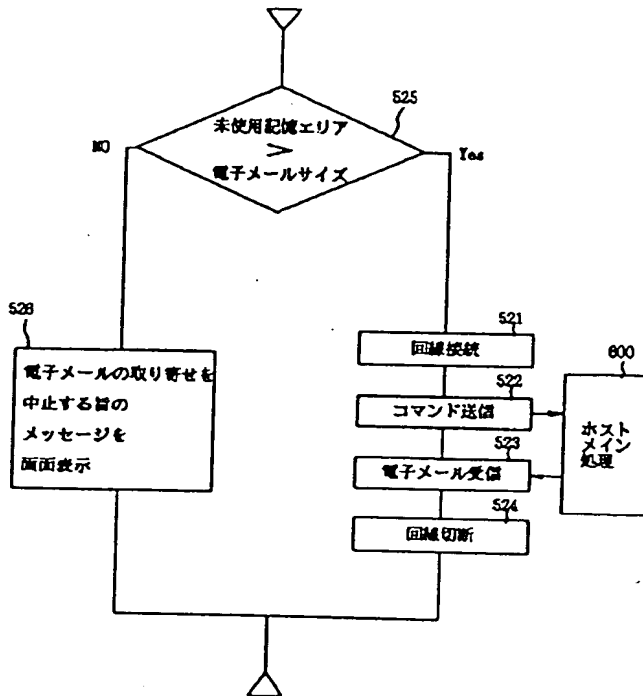 525
未使用記憶エリア
>
電子メールサイズ
NO
Yes
526
電子メールの取り寄せを
中止する旨の
メッセージを
画面表示
521
回線接続
522
コマンド送信
523
電子メール受信
524
回線切断
600
ホスト
メイン
処理